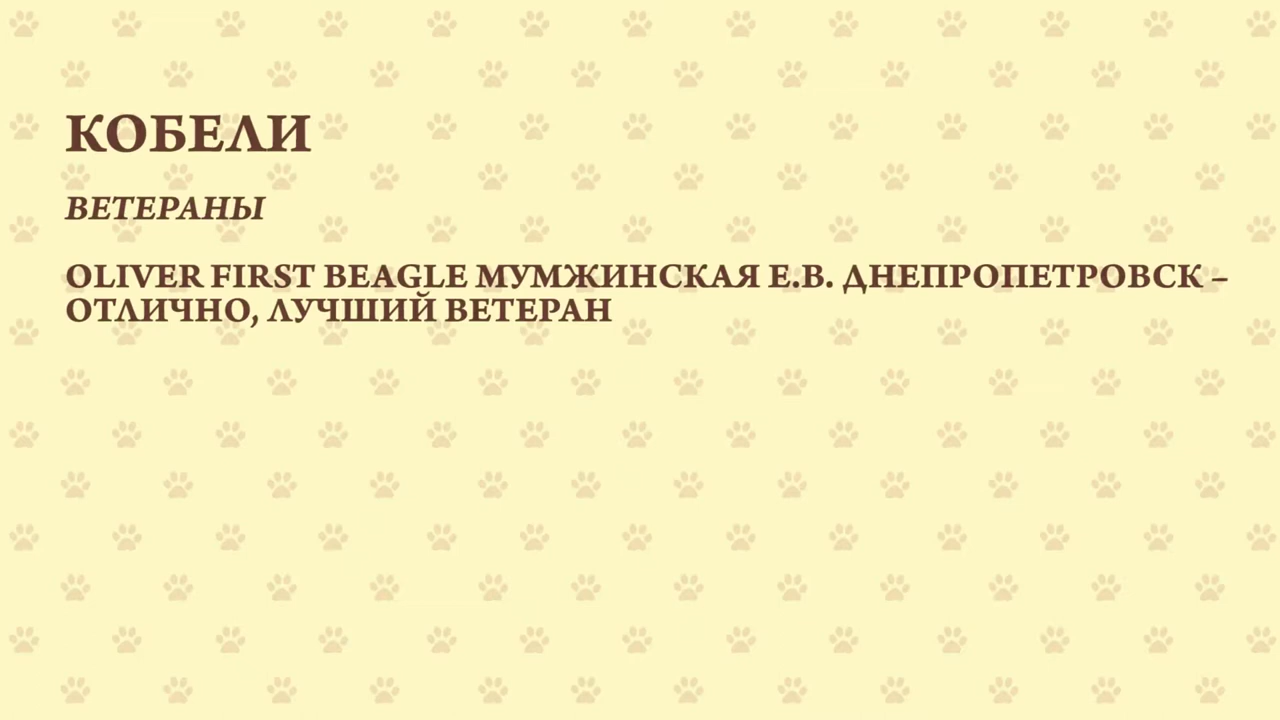 КОБЕЛИ
ВЕТЕРАНЫ
OLIVER FIRST BEAGLE МУМЖИНСКАЯ Е.В. ДНЕПРОПЕТРОВСК –
ОТЛИЧНО, ЛУЧШИЙ ВЕТЕРАН